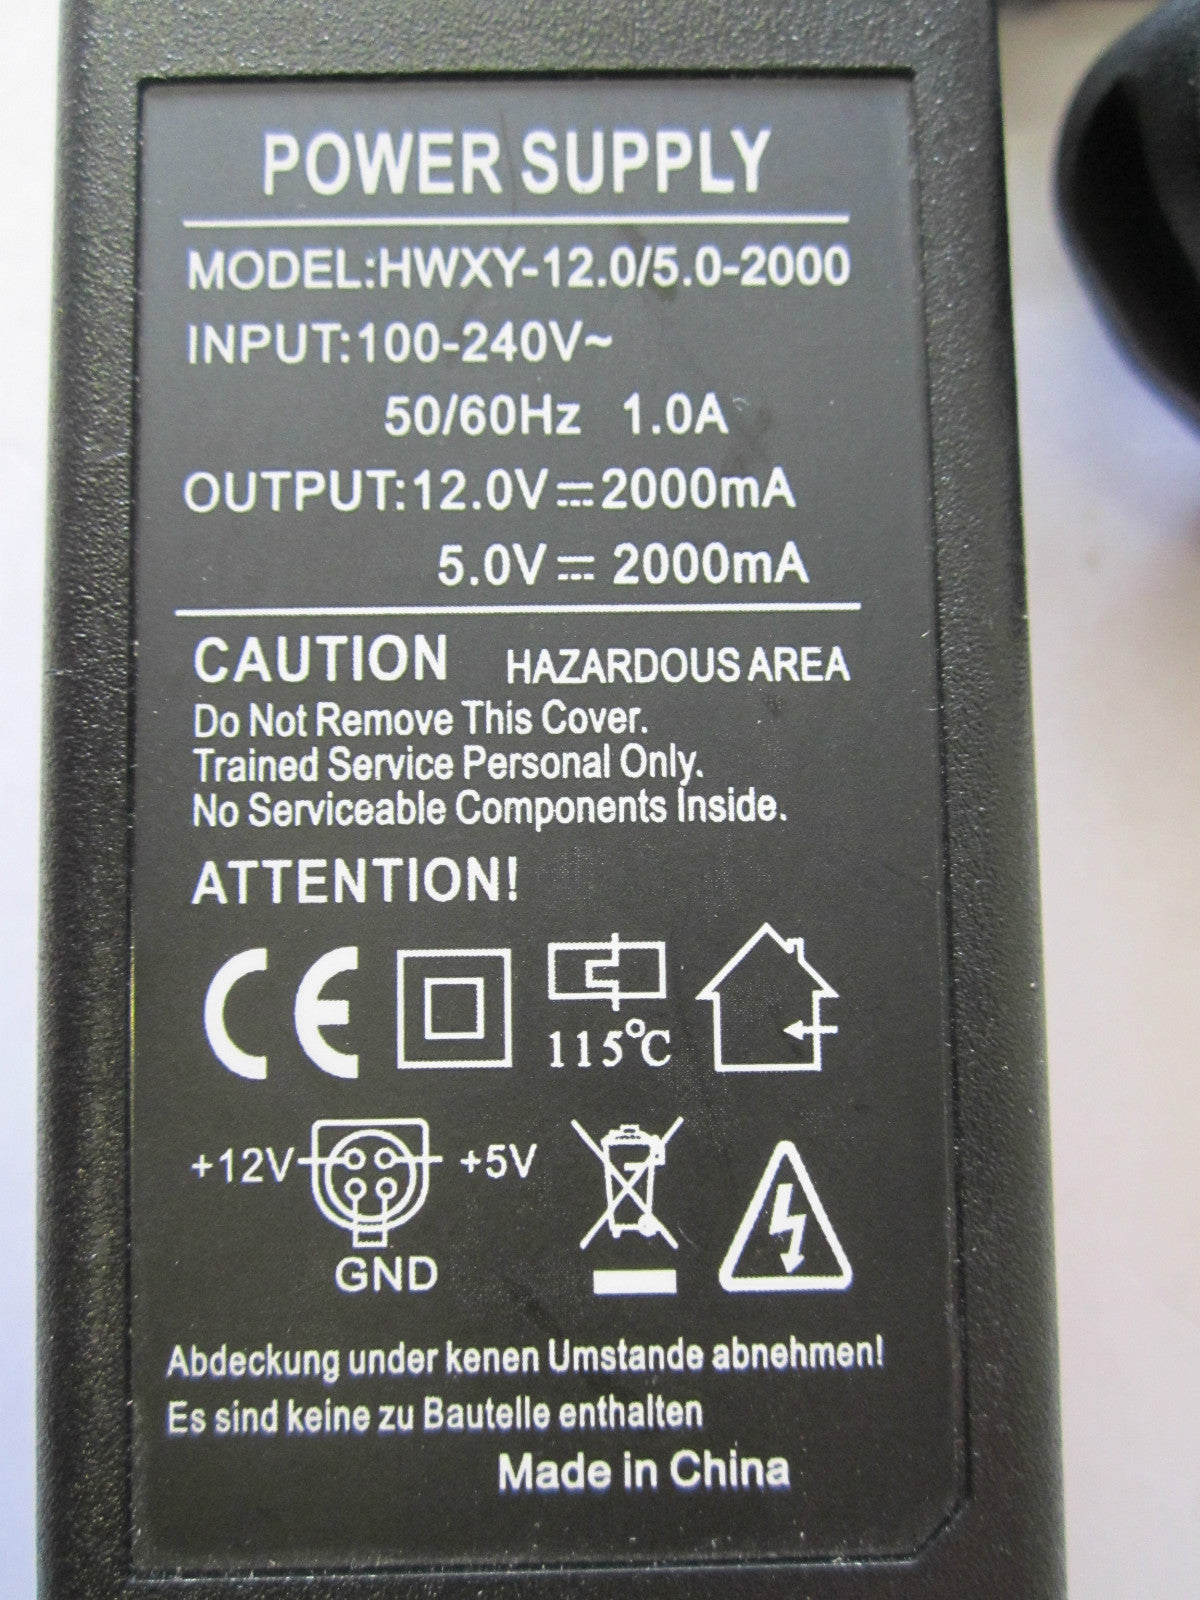 POWER SUPPLY
MODEL:HWXY-12.0/5.0-2000
INPUT:100-240V~
50/60Hz 1.0A
OUTPUT:12.0V⎓2000mA
5.0V⎓2000mA
CAUTION HAZARDOUS AREA
Do Not Remove This Cover.
Trained Service Personal Only.
No Serviceable Components Inside.
ATTENTION!
CE 115°C
+12V +5V
GND
Abdeckung under kenen Umstande abnehmen!
Es sind keine zu Bautelle enthalten
Made in China